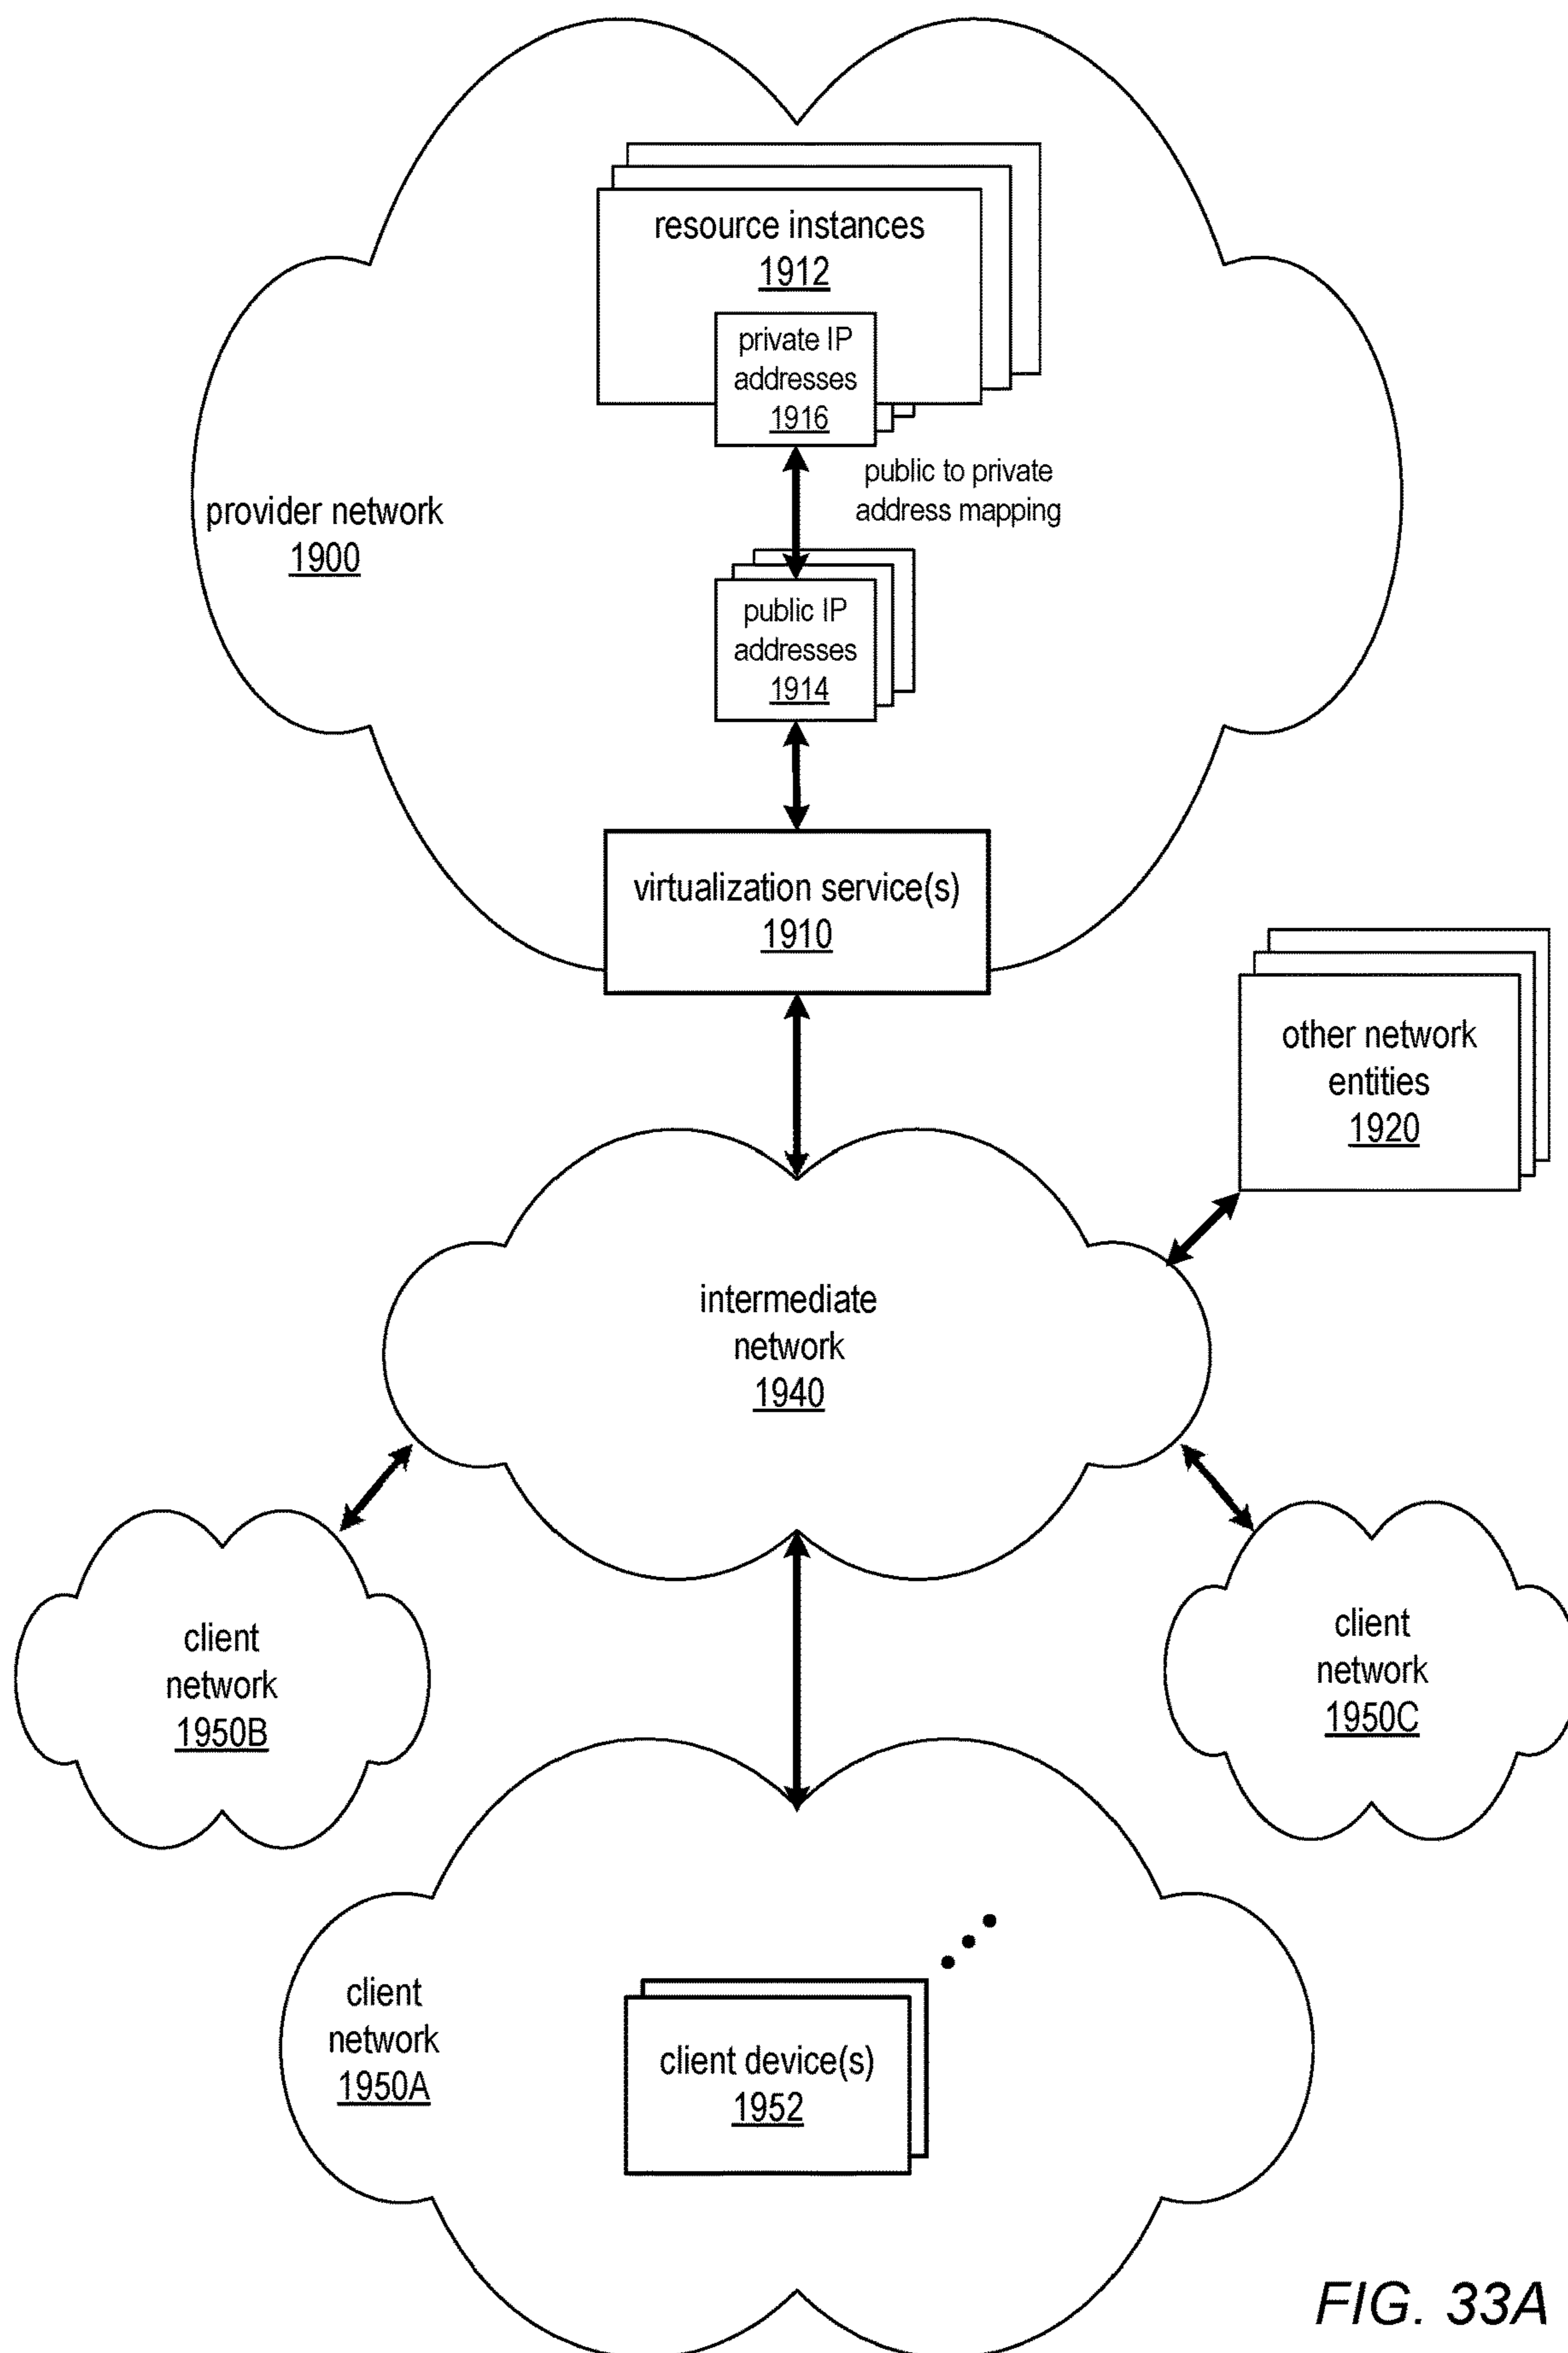 resource instances
1912
private IP
addresses
1916
public to private
address mapping
provider network
1900
public IP
addresses
1914
virtualization service(s)
1910
other network
entities
1920
intermediate
network
1940
client
network
1950B
client
network
1950C
client
network
1950A
client device(s)
1952
FIG. 33A